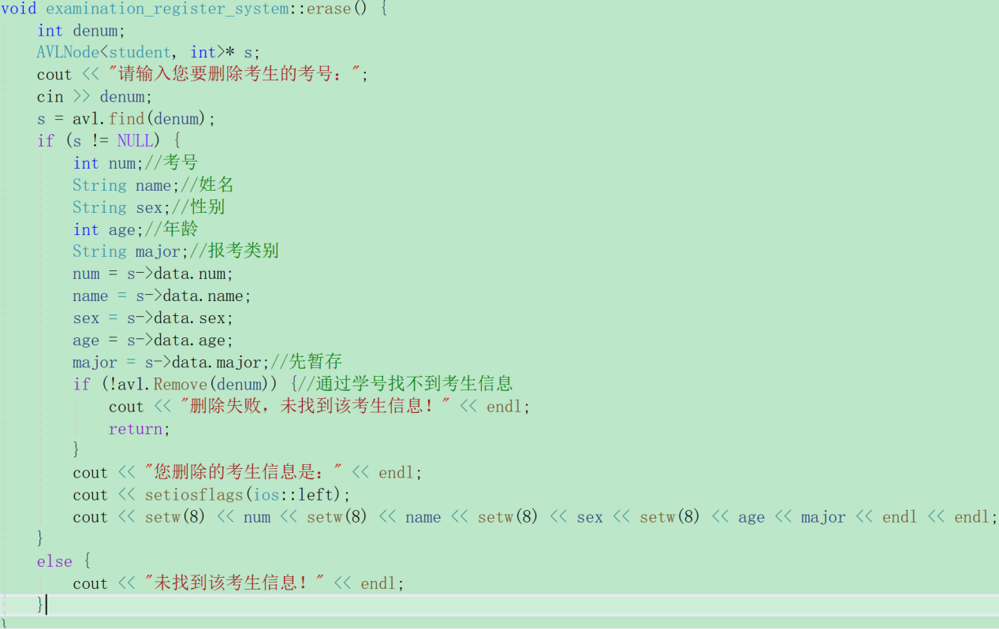 void examination_register_system::erase() {
    int denum;
    AVLNode<student, int>* s;
    cout << "请输入您要删除考生的考号：";
    cin >> denum;
    s = avl.find(denum);
    if (s != NULL) {
        int num;//考号
        String name;//姓名
        String sex;//性别
        int age;//年龄
        String major;//报考类别
        num = s->data.num;
        name = s->data.name;
        sex = s->data.sex;
        age = s->data.age;
        major = s->data.major;//先暂存
        if (!avl.Remove(denum)) {//通过学号找不到考生信息
            cout << "删除失败，未找到该考生信息！" << endl;
            return;
        }
        cout << "您删除的考生信息是：" << endl;
        cout << setiosflags(ios::left);
        cout << setw(8) << num << setw(8) << name << setw(8) << sex << setw(8) << age << major << endl << endl;
    }
    else {
        cout << "未找到该考生信息！" << endl;
    }
}